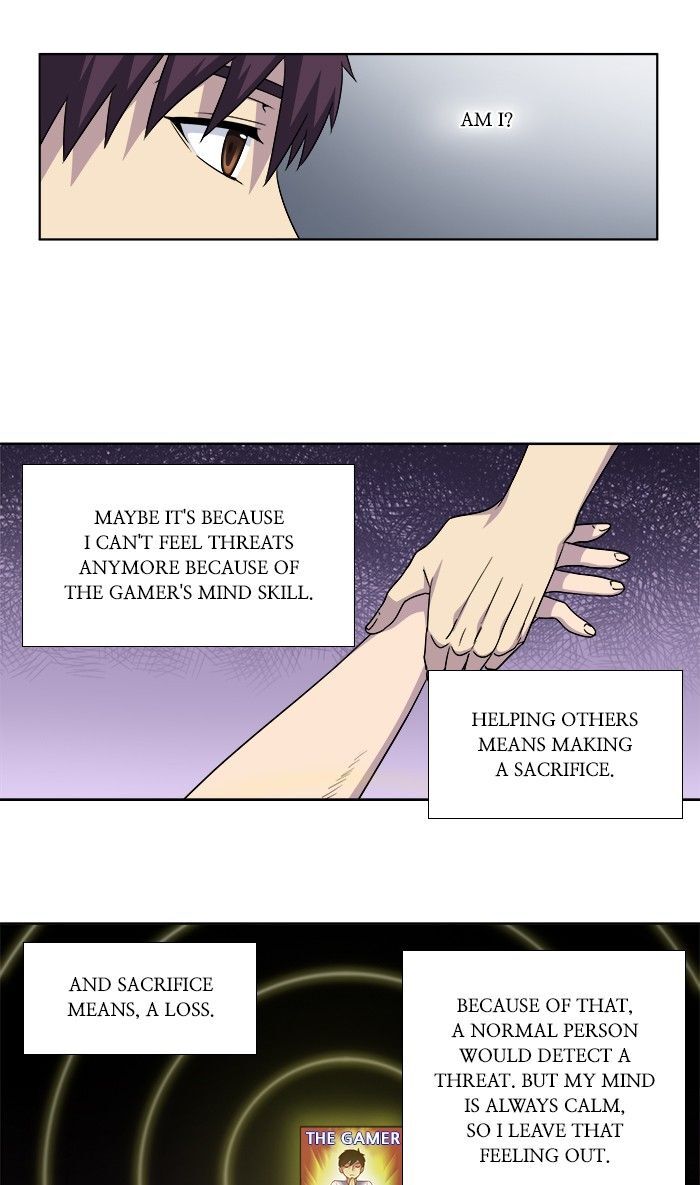 AM I?
MAYBE IT'S BECAUSE
I CAN'T FEEL THREATS
ANYMORE BECAUSE OF
THE GAMER'S MIND SKILL.
HELPING OTHERS
MEANS MAKING
A SACRIFICE.
AND SACRIFICE
MEANS, A LOSS.
BECAUSE OF THAT,
A NORMAL PERSON
WOULD DETECT A
THREAT. BUT MY MIND
IS ALWAYS CALM,
SO I LEAVE THAT
FEELING OUT.
THE GAMER